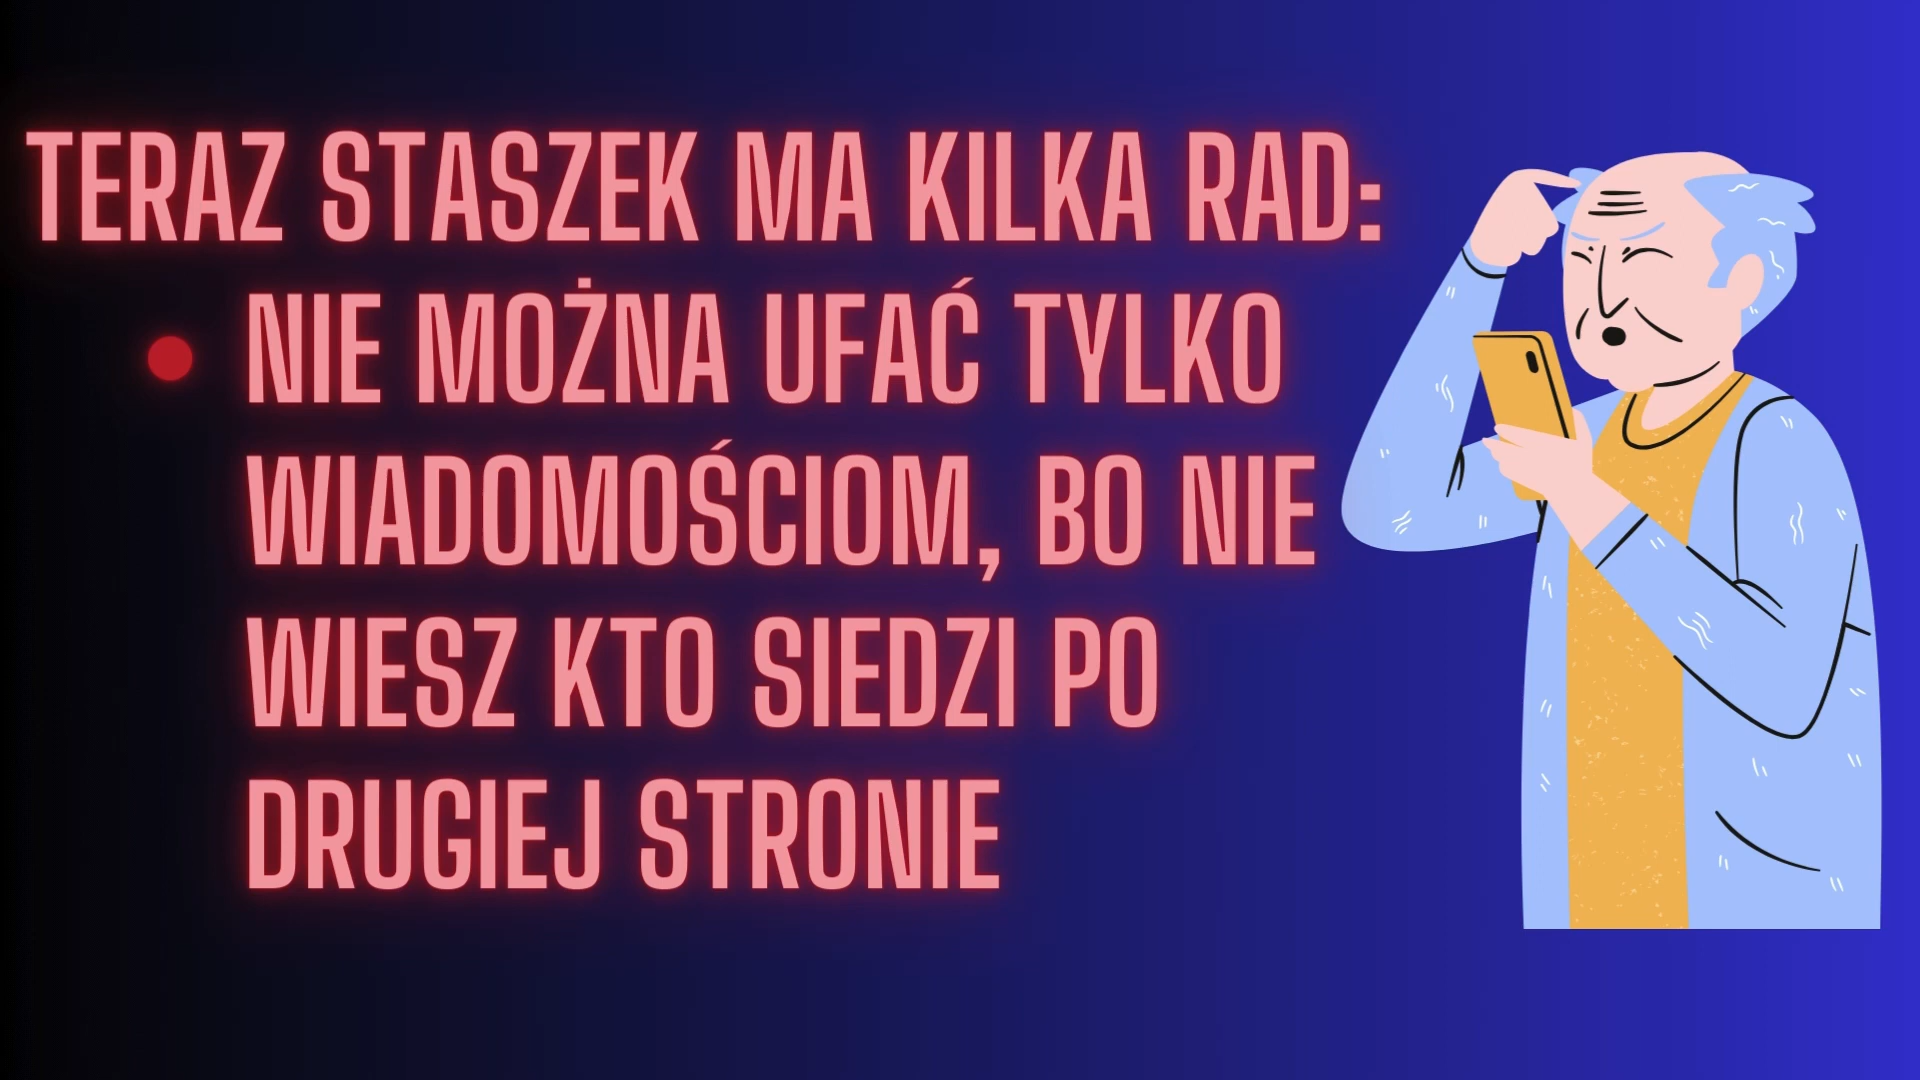 TERAZ STASZEK MA KILKA RAD:
• NIE MOŻNA UFAĆ TYLKO
WIADOMOŚCIOM, BO NIE
WIESZ KTO SIEDZI PO
DRUGIEJ STRONIE